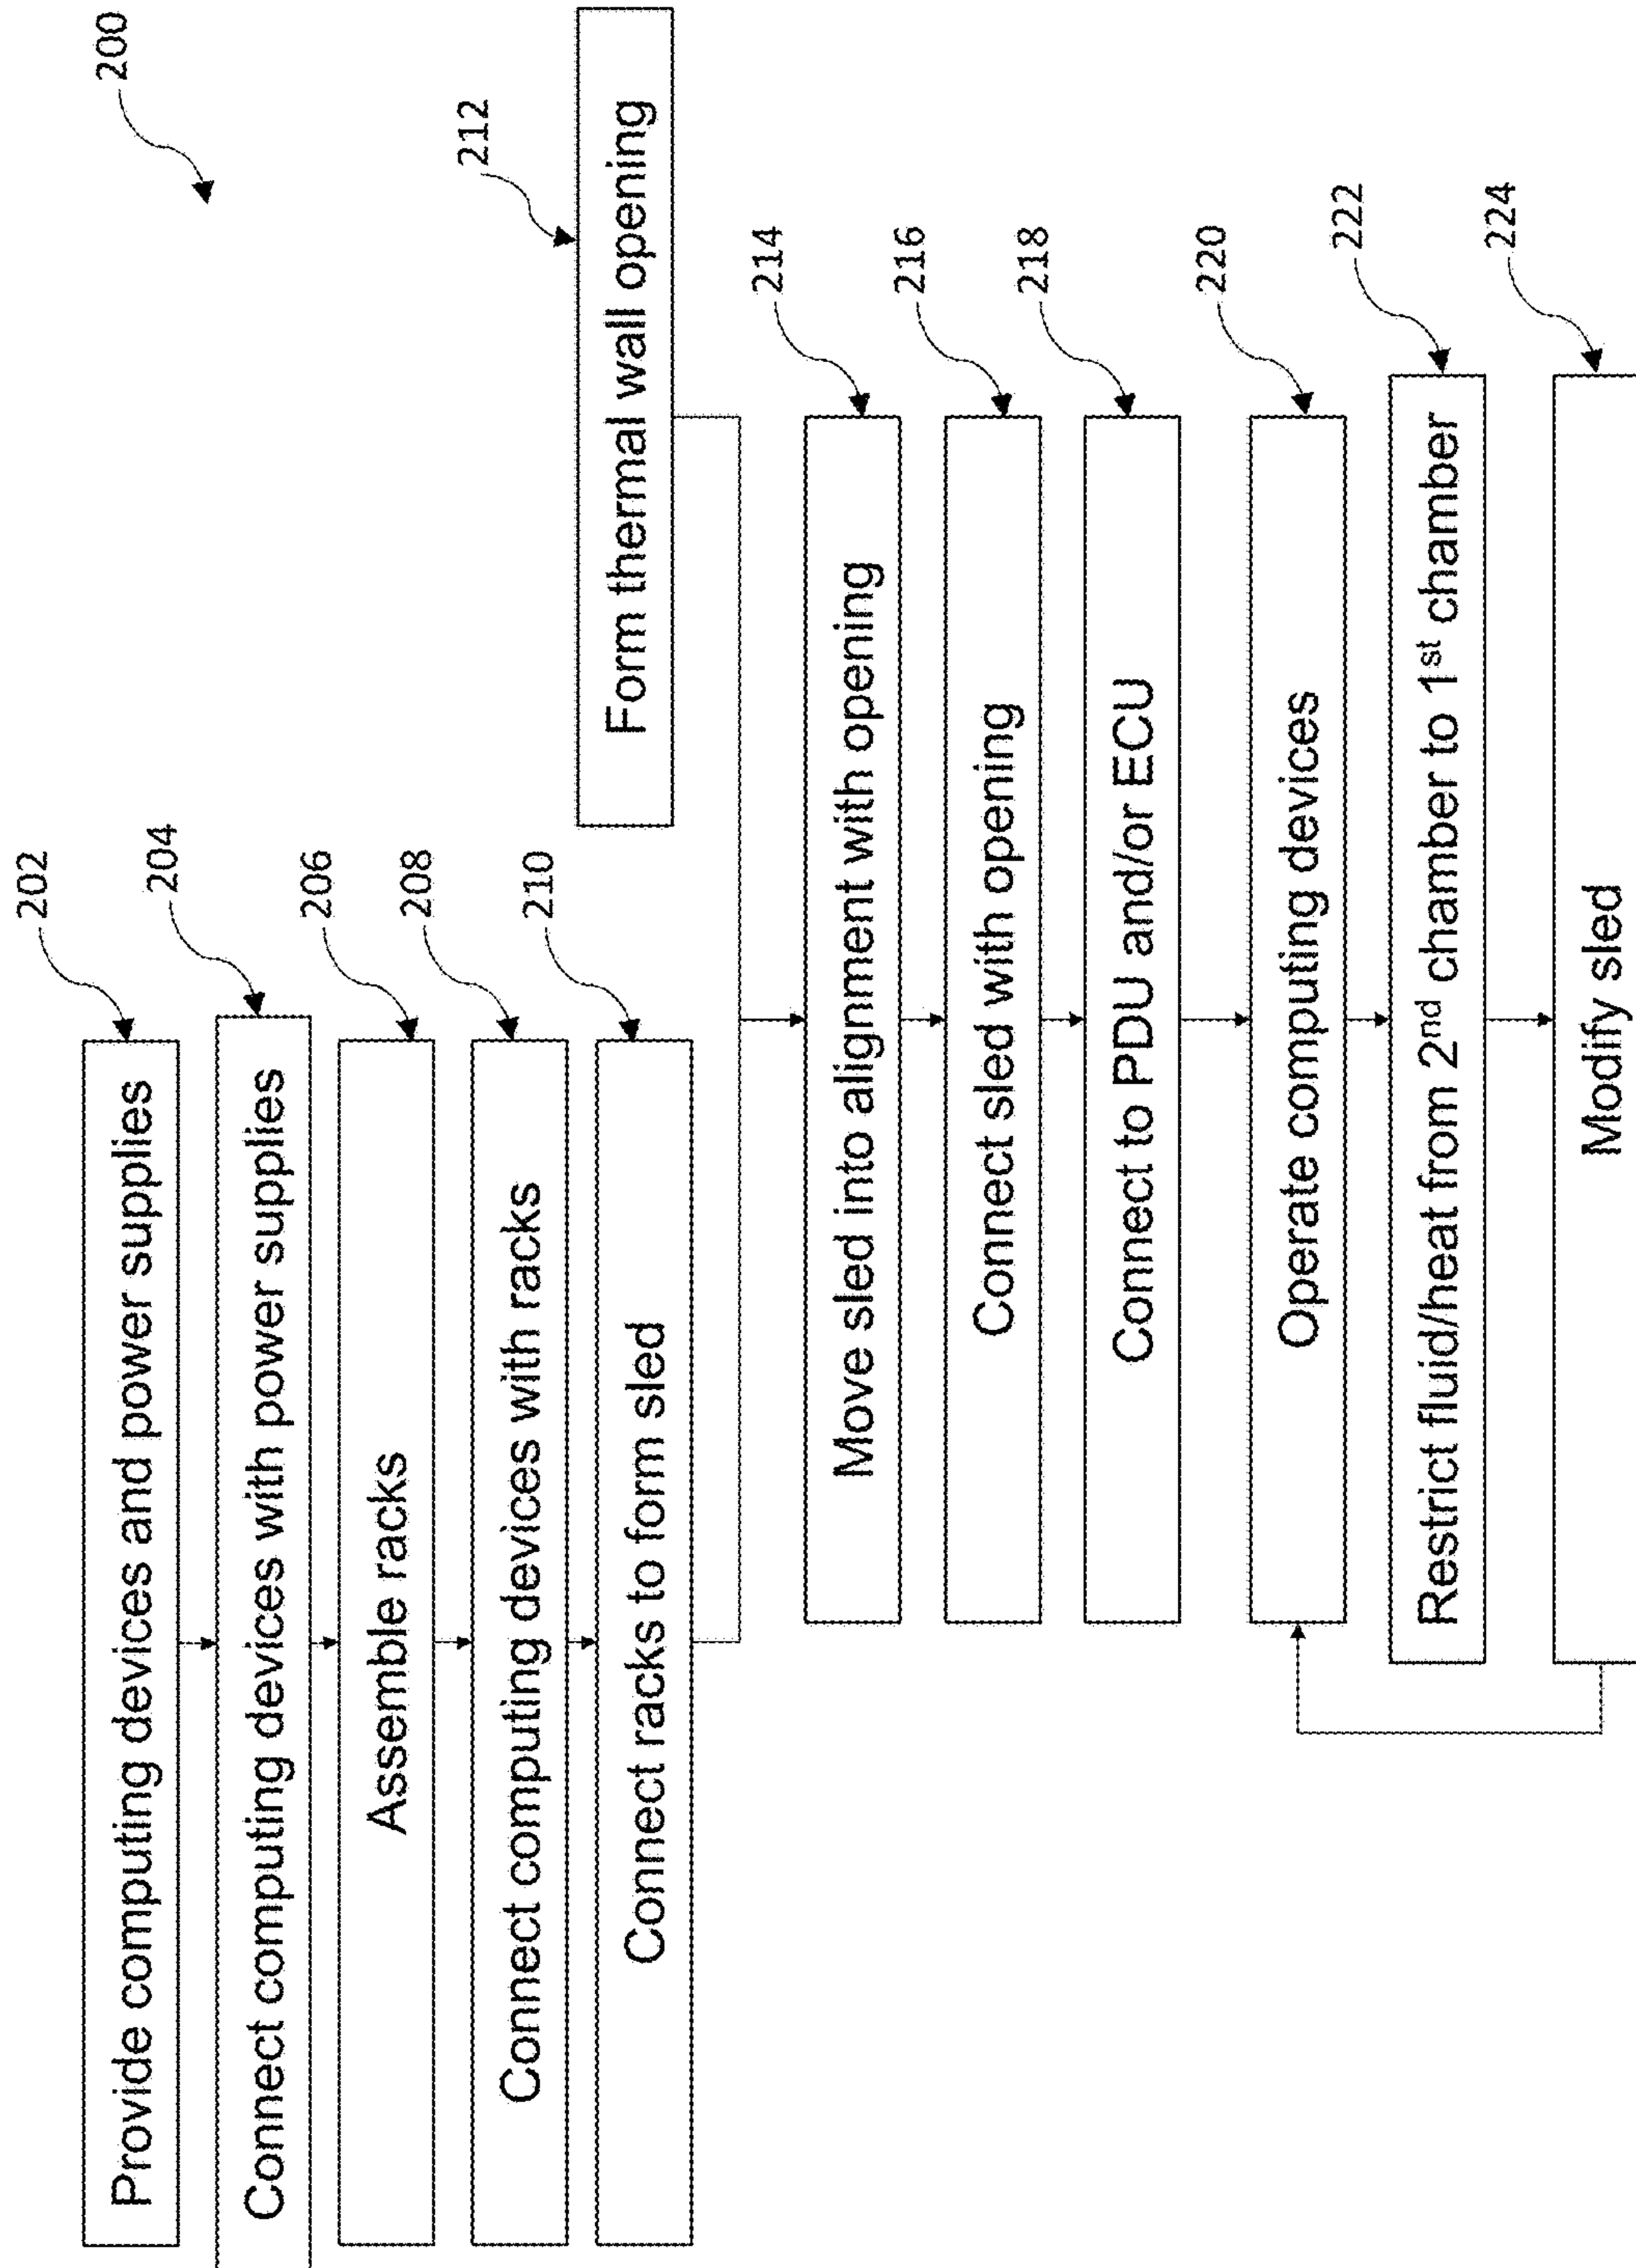 200
202
Provide computing devices and power supplies
204
Connect computing devices with power supplies
206
Assemble racks
208
Connect computing devices with racks
210
Connect racks to form sled
212
Form thermal wall opening
214
Move sled into alignment with opening
216
Connect sled with opening
218
Connect to PDU and/or ECU
220
Operate computing devices
222
Restrict fluid/heat from 2nd chamber to 1st chamber
224
Modify sled